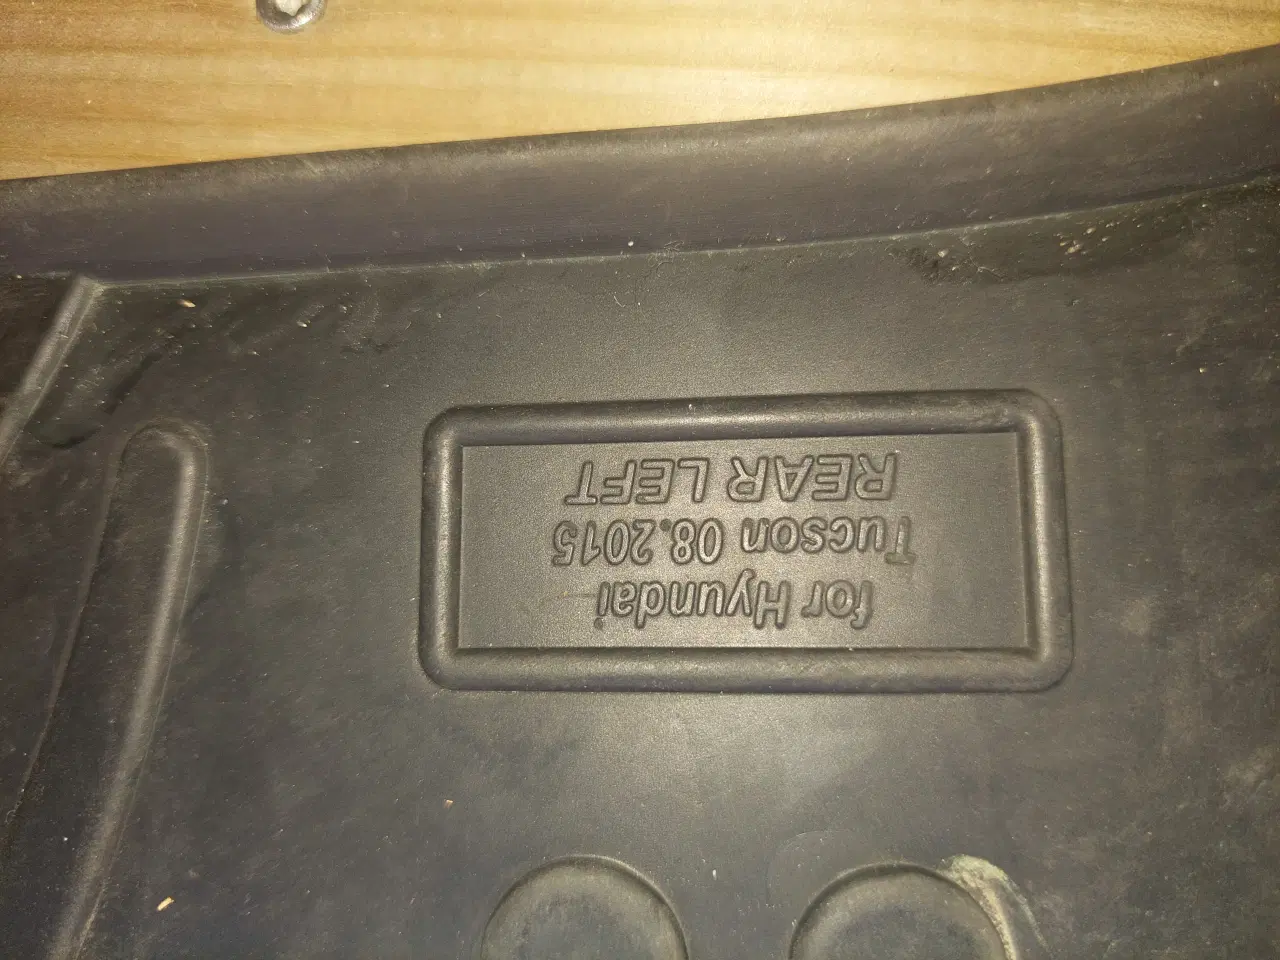 for Hyundai
Tucson 08.2015
REAR LEFT